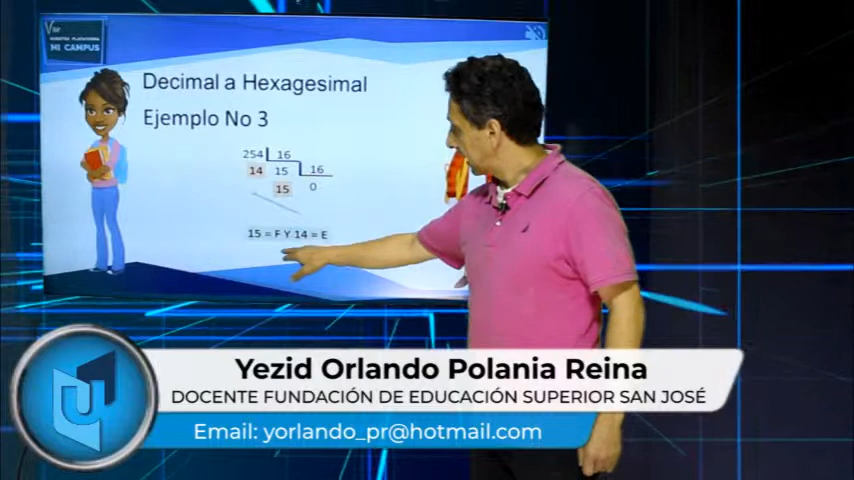 NUESTRA PLATAFORMA
MI CAMPUS
Decimal a Hexagesimal
Ejemplo No 3
254 16
14 15 16
15 0
15 = F Y 14 = E
Yezid Orlando Polania Reina
DOCENTE FUNDACIÓN DE EDUCACIÓN SUPERIOR SAN JOSÉ
Email: yorlando_pr@hotmail.com